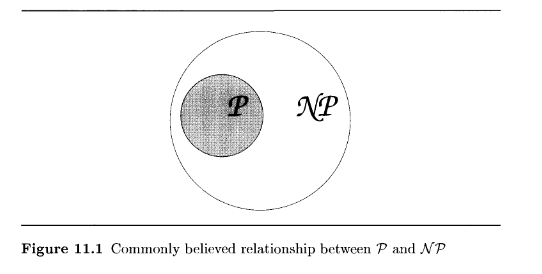 𝒫 𝒩𝒫
Figure 11.1 Commonly believed relationship between 𝒫 and 𝒩𝒫